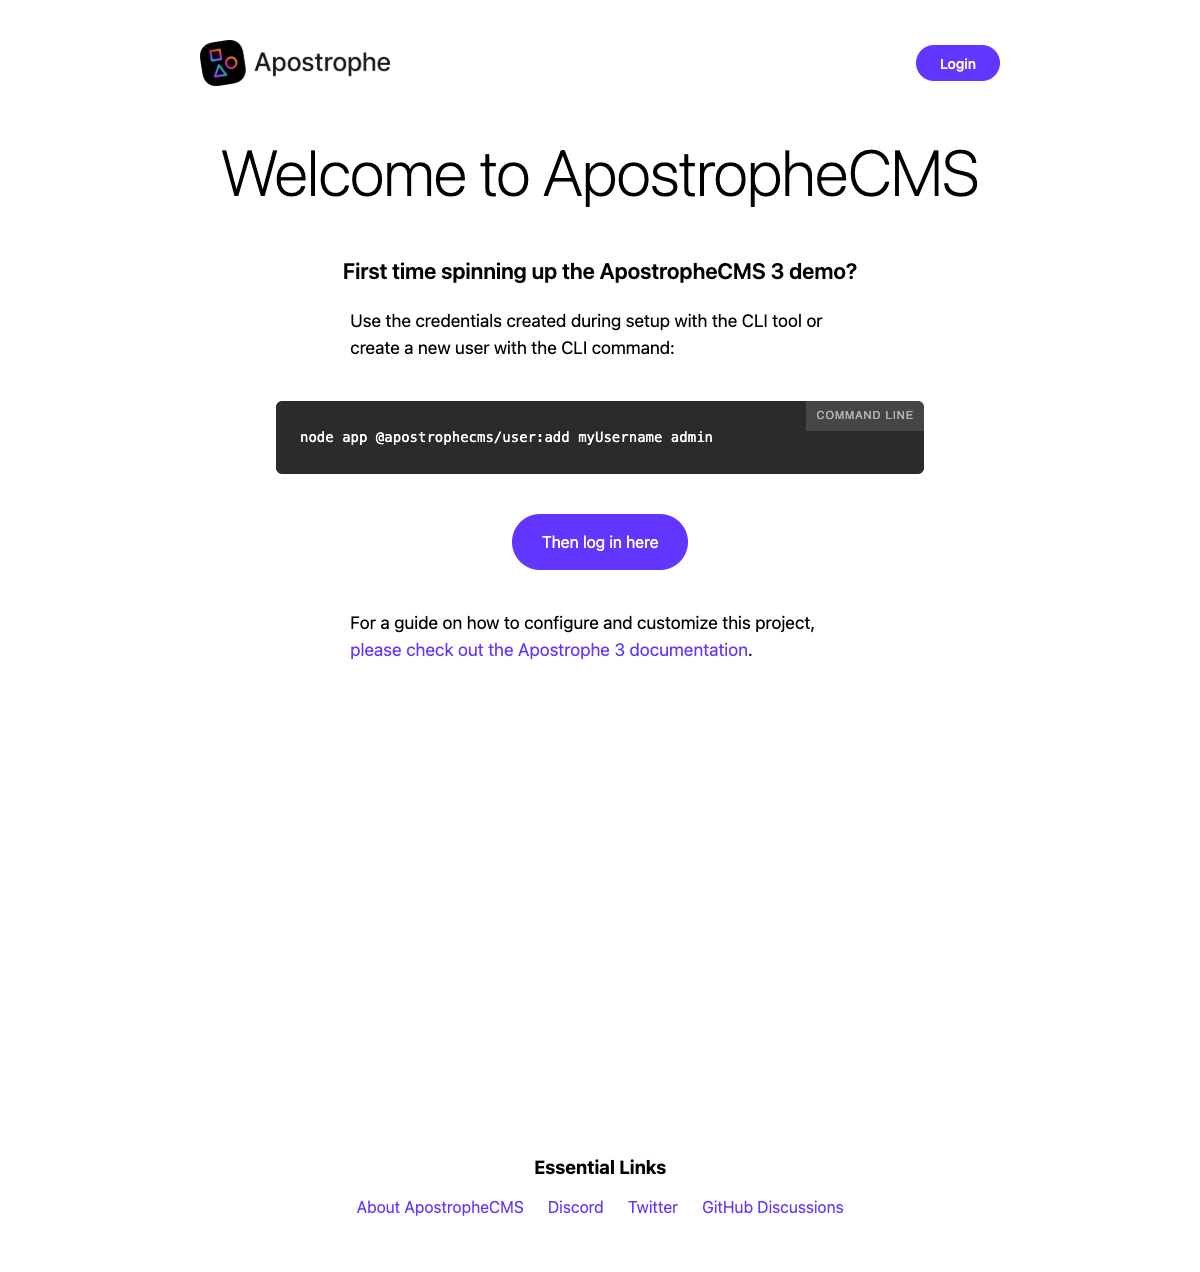 Apostrophe
Login
Welcome to ApostropheCMS
First time spinning up the ApostropheCMS 3 demo?
Use the credentials created during setup with the CLI tool or
create a new user with the CLI command:
COMMAND LINE
node app @apostrophecms/user:add myUsername admin
Then log in here
For a guide on how to configure and customize this project,
please check out the Apostrophe 3 documentation.
Essential Links
About ApostropheCMS Discord Twitter GitHub Discussions